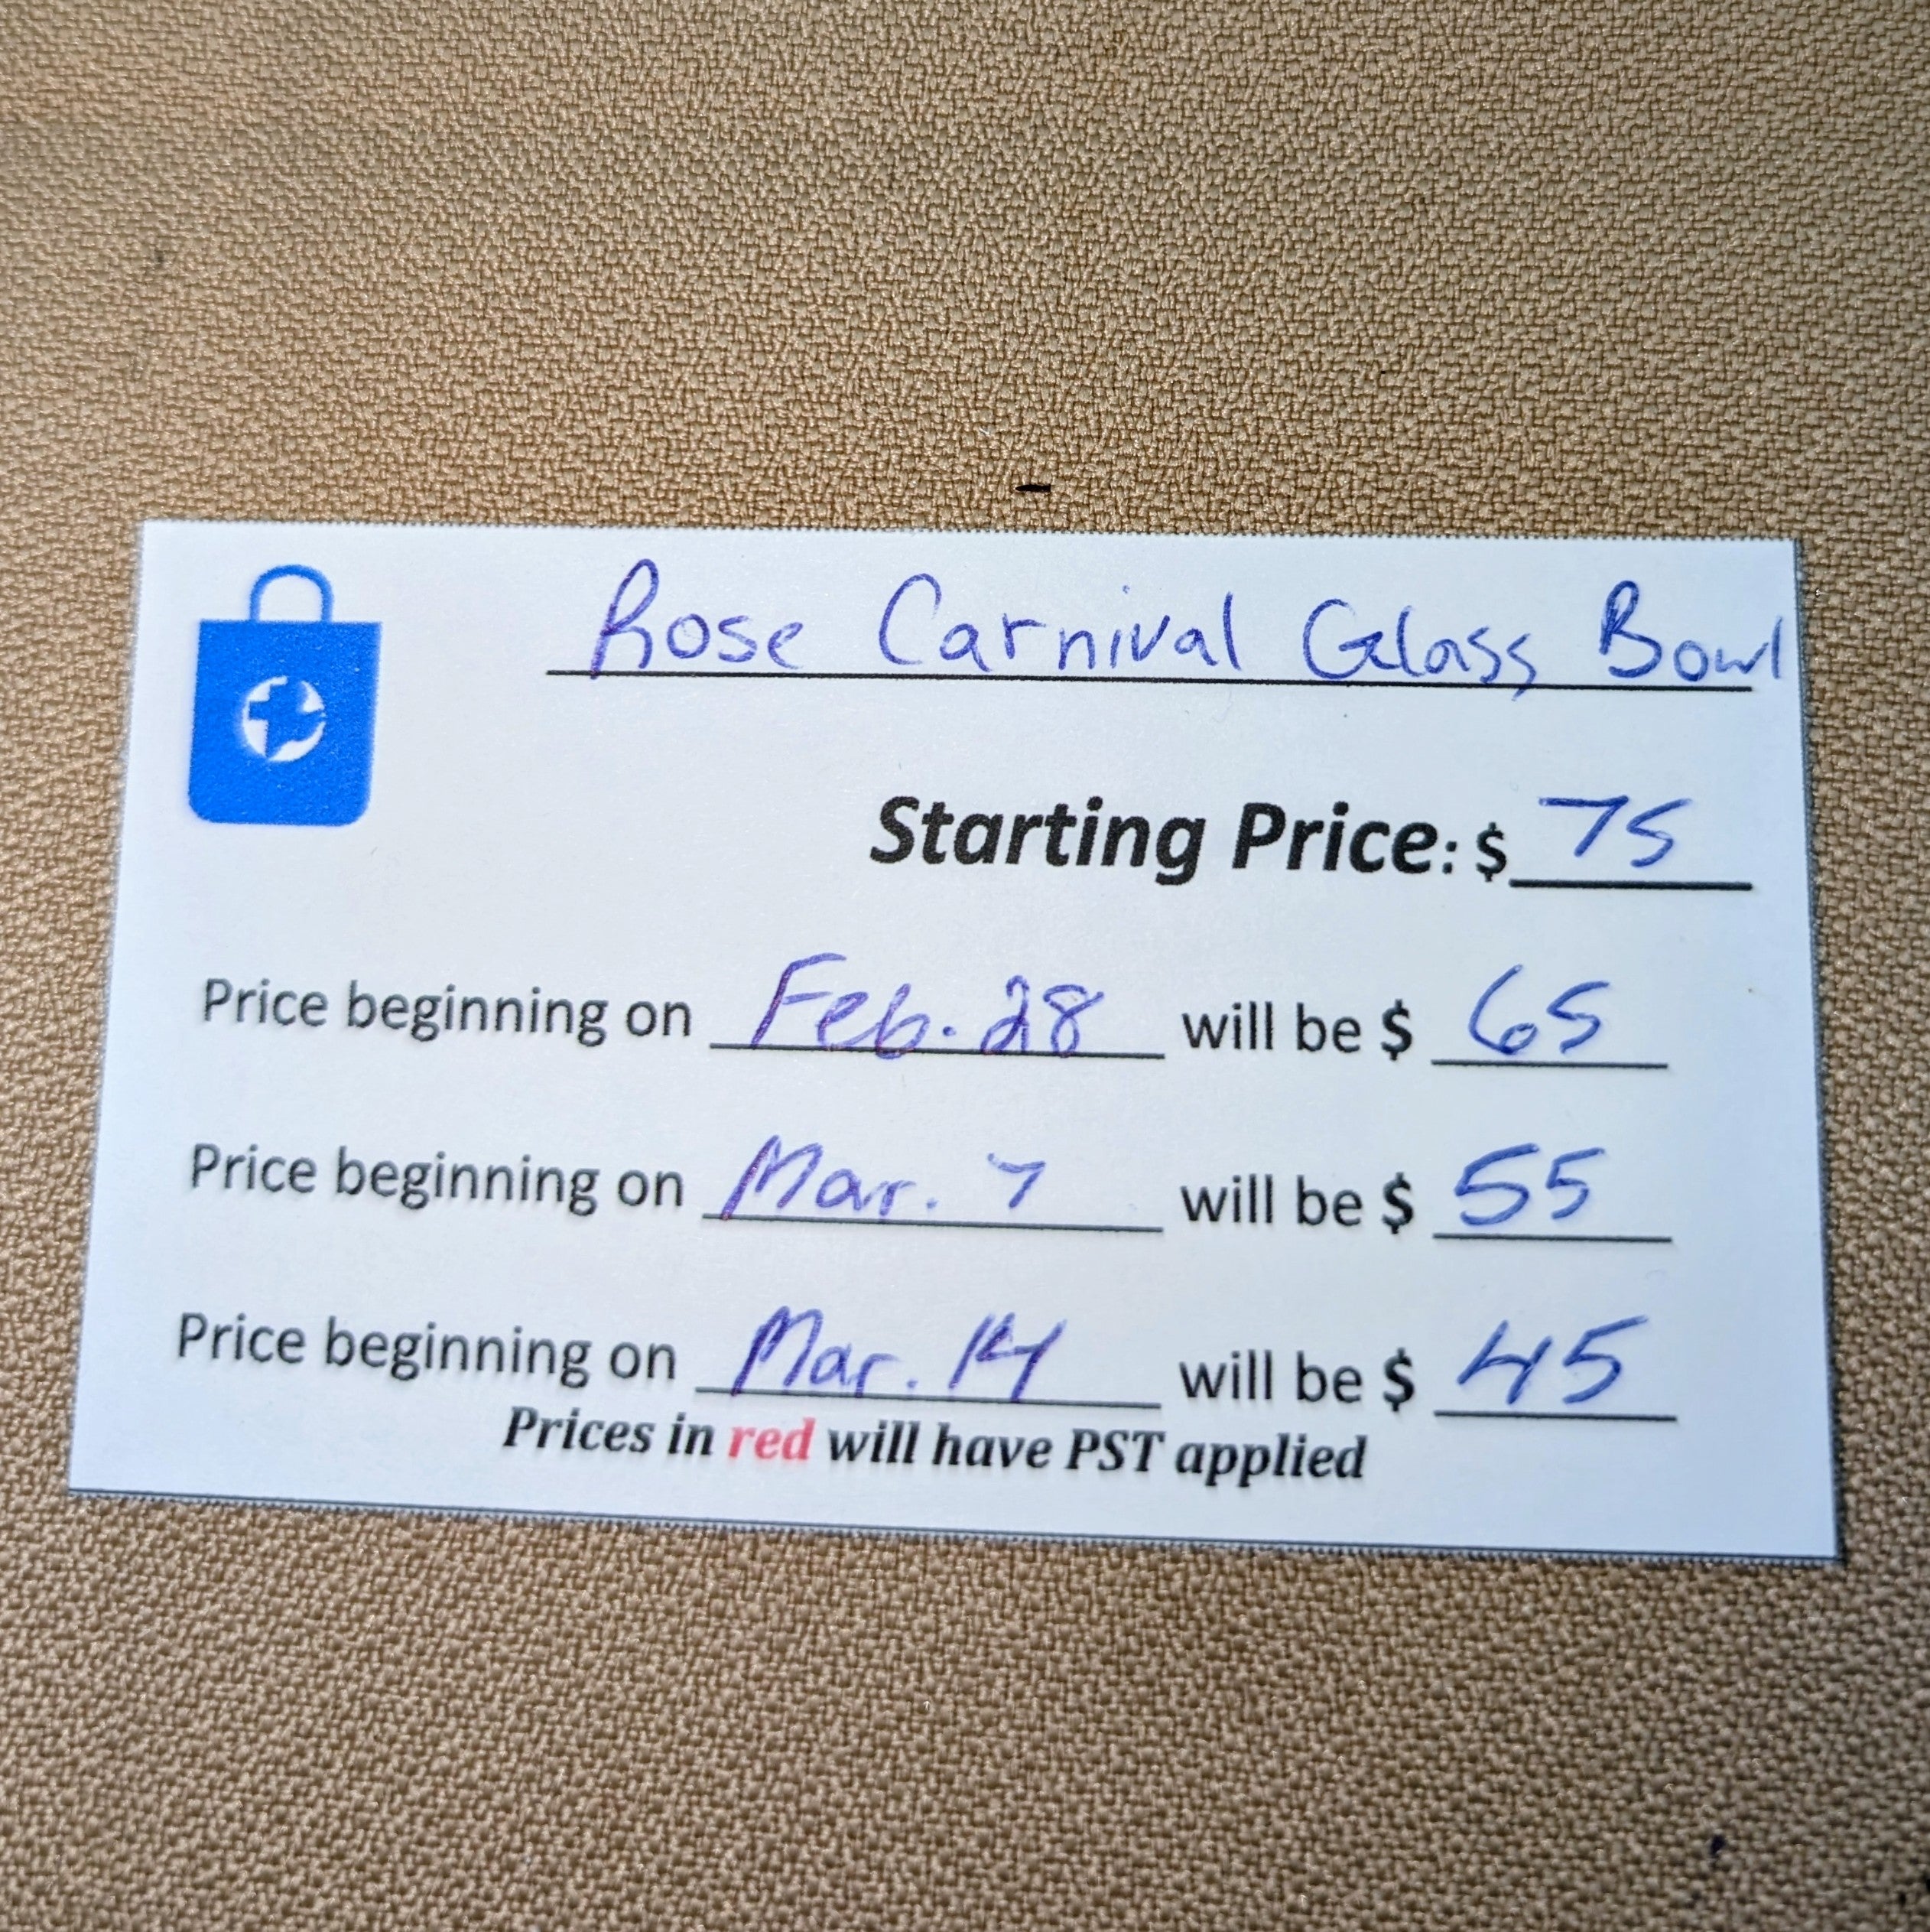 Rose Carnival Glass Bowl
Starting Price: $ 75
Price beginning on Feb. 28 will be $ 65
Price beginning on Mar. 7 will be $ 55
Price beginning on Mar. 14 will be $ 45
Prices in red will have PST applied